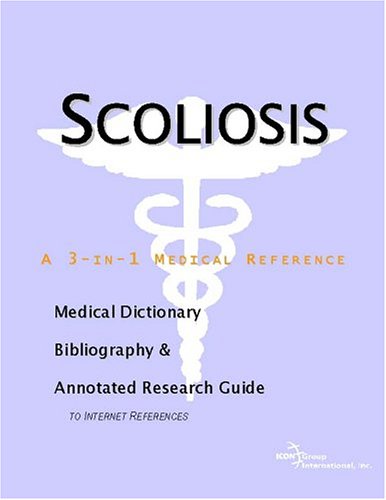 SCOLIOSIS
A 3-IN-1 MEDICAL REFERENCE
Medical Dictionary
Bibliography &
Annotated Research Guide
TO INTERNET REFERENCES
ICON Group
International, Inc.